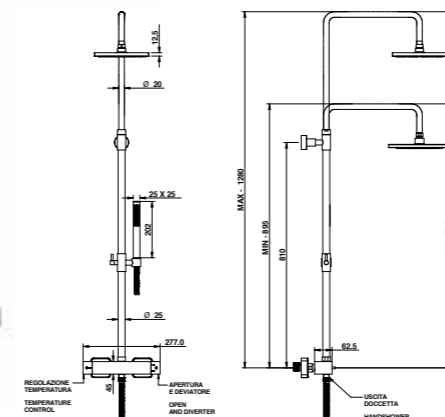 12,5
Ø 20
25 X 25
202
Ø 25
277.0
45
REGOLAZIONE
TEMPERATURA
TEMPERATURE
CONTROL
APERTURA
E DEVIATORE
OPEN
AND DIVERTER
MAX - 1280
MIN - 895
810
62.5
USCITA
DOCCETTA
HANDSHOWER